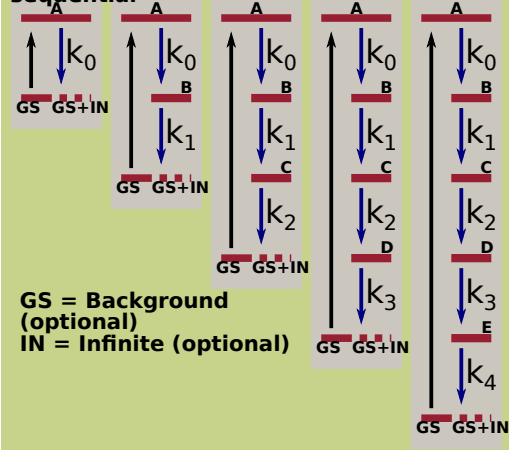 sequential
A A A A A
k0 k0 k0 k0 k0
GS GS+IN B B B B
k1 k1 k1 k1
GS GS+IN C C C
k2 k2 k2
GS GS+IN D D
GS = Background
(optional)
IN = Infinite (optional)
k3 k3
GS GS+IN E
k4
GS GS+IN